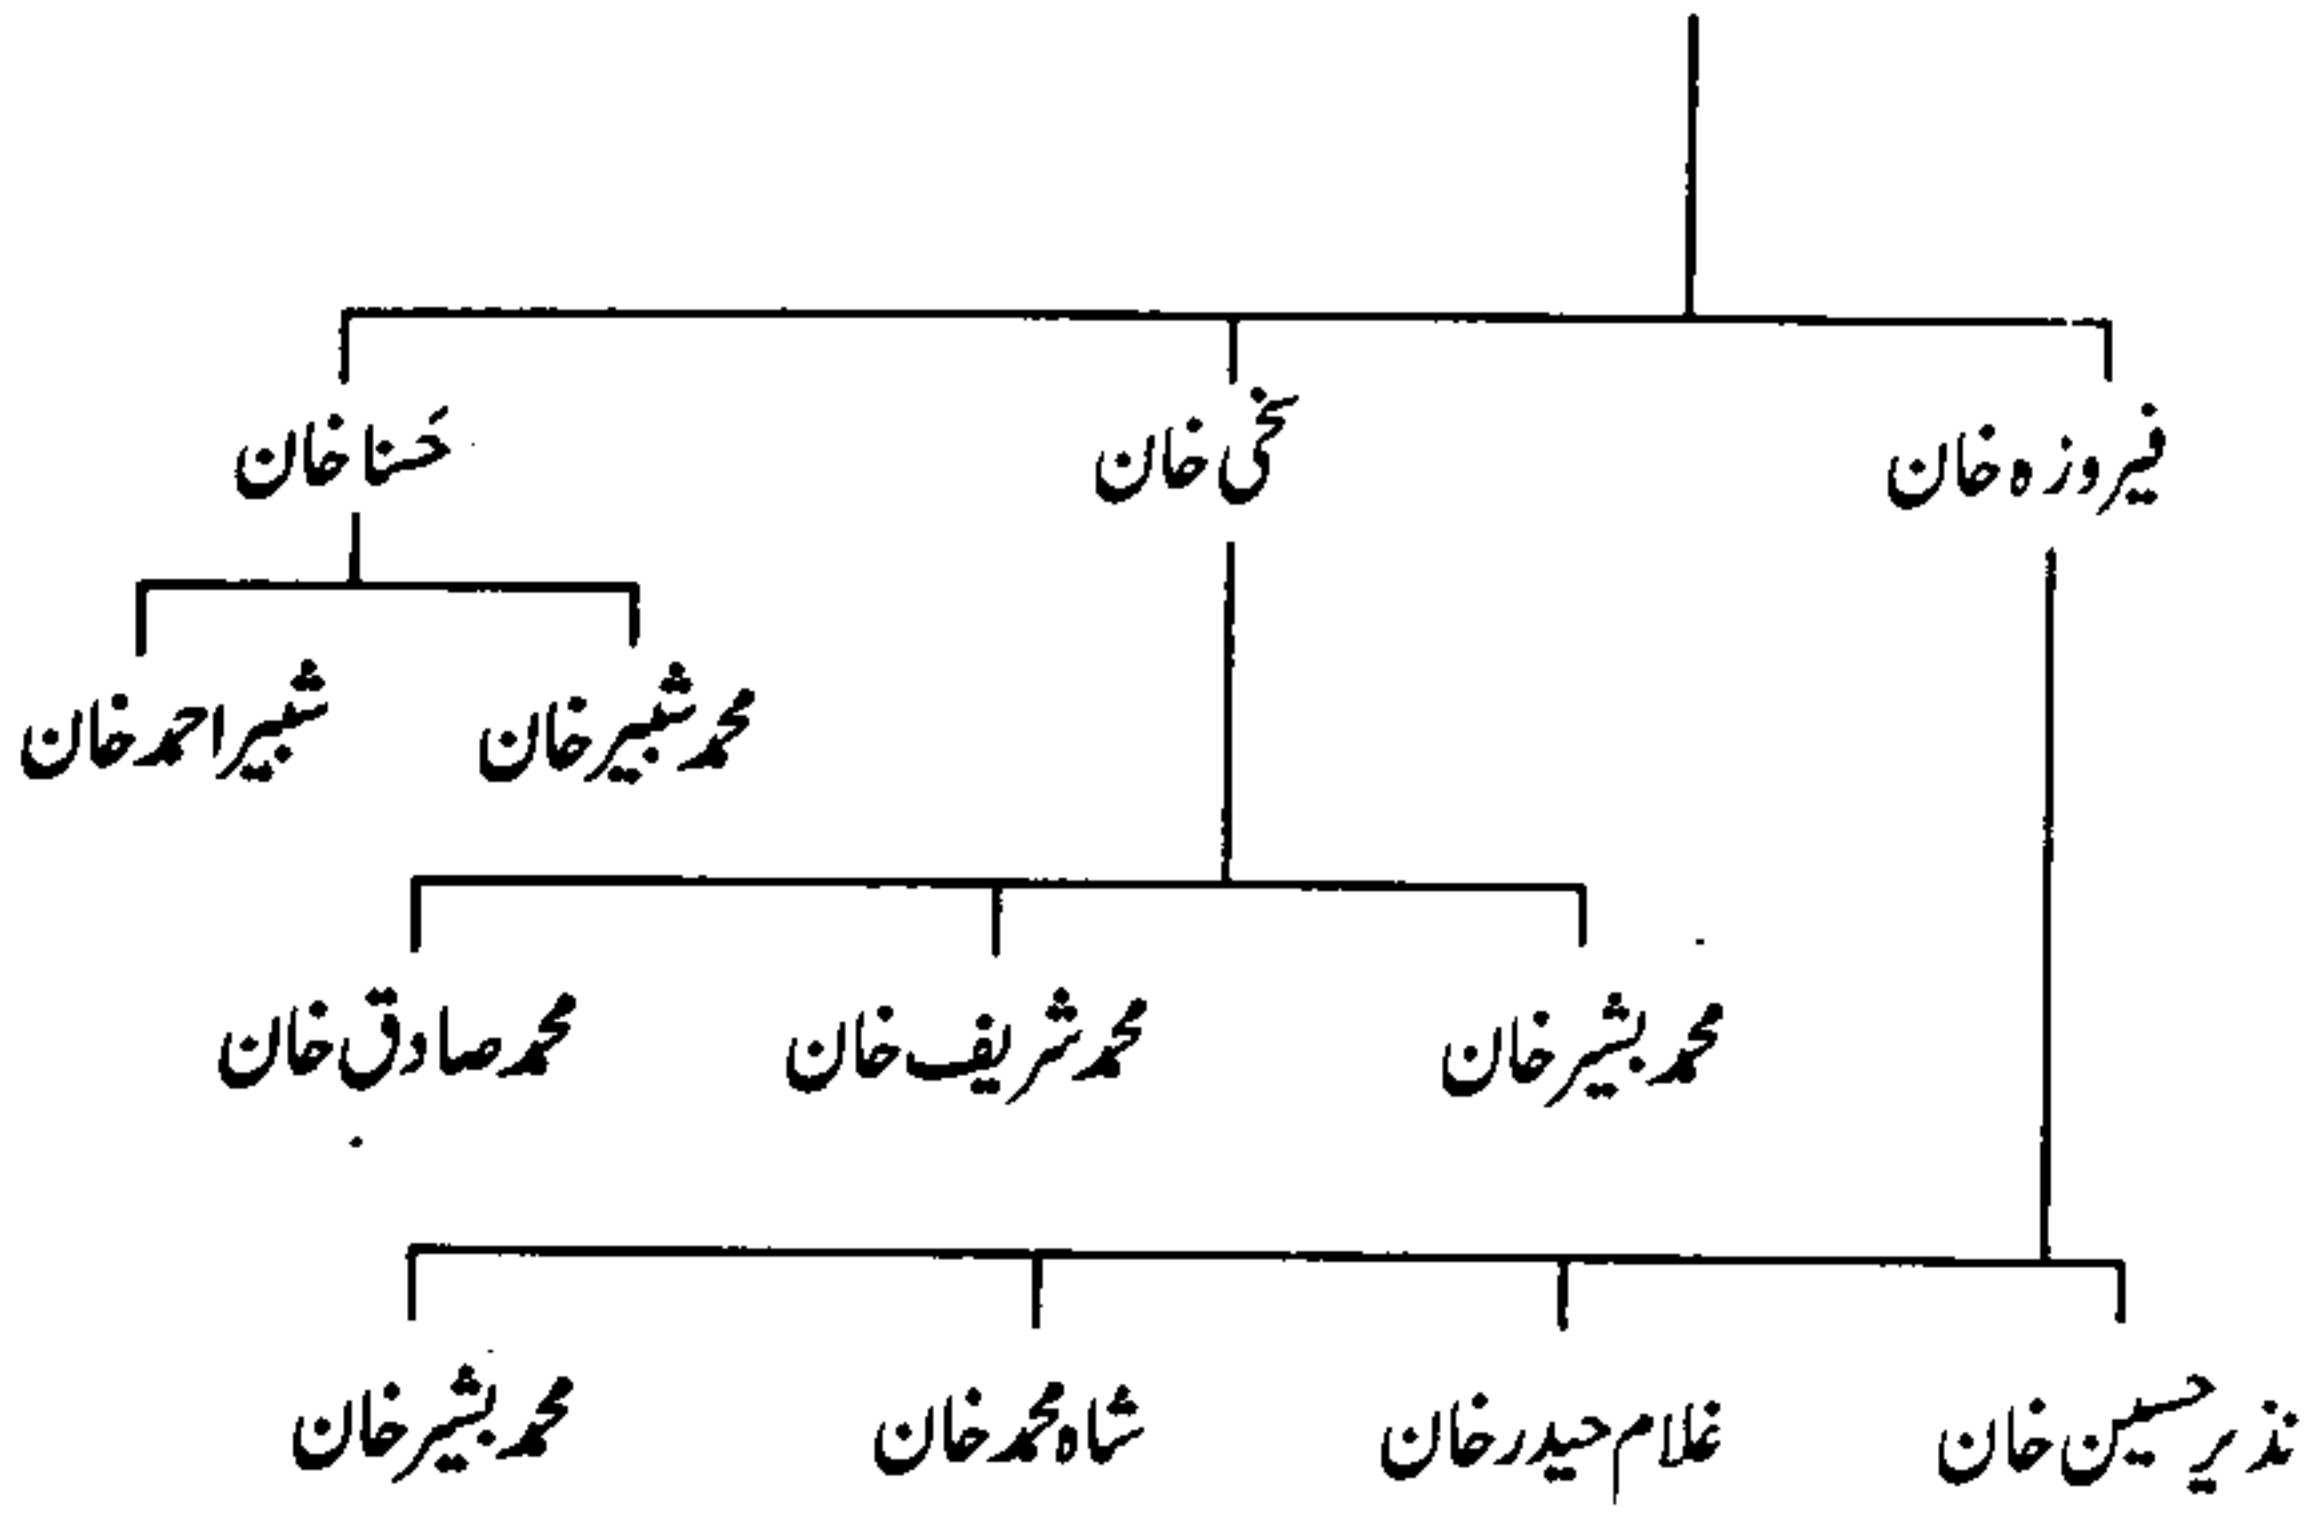 فیروزہ خان سخی خان حَسنا خان
محمد شبیر خان شبیر احمد خان
محمد بشیر خان محمد شریف خان محمد صادق خان
نذیر حسین خان غلام حیدر خان شاہ محمد خان محمد بشیر خان